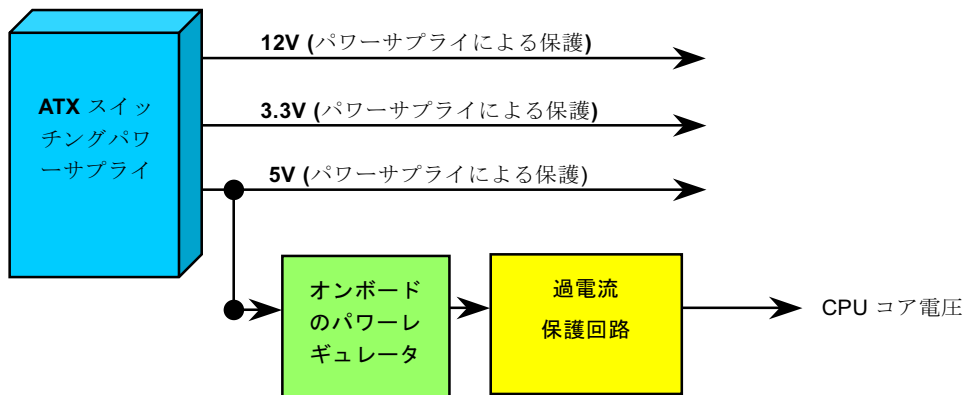 12V (パワーサプライによる保護)
ATX スイッ
チングパワ
ーサプライ
3.3V (パワーサプライによる保護)
5V (パワーサプライによる保護)
オンボード
のパワーレ
ギュレータ
過電流
保護回路
CPU コア電圧